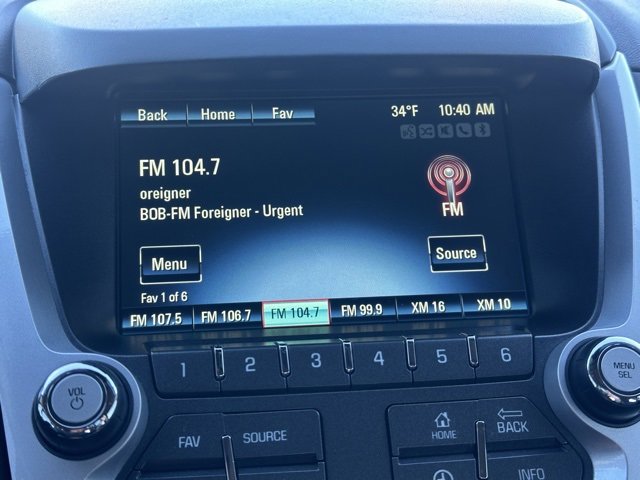 Back Home Fav 34°F 10:40 AM
FM 104.7
oreigner
BOB-FM Foreigner - Urgent
FM
Menu
Source
Fav 1 of 6
FM 107.5 FM 106.7 FM 104.7 FM 99.9 XM 16 XM 10
1 2 3 4 5 6
VOL
MENU
SEL
FAV SOURCE
HOME
BACK
INFO